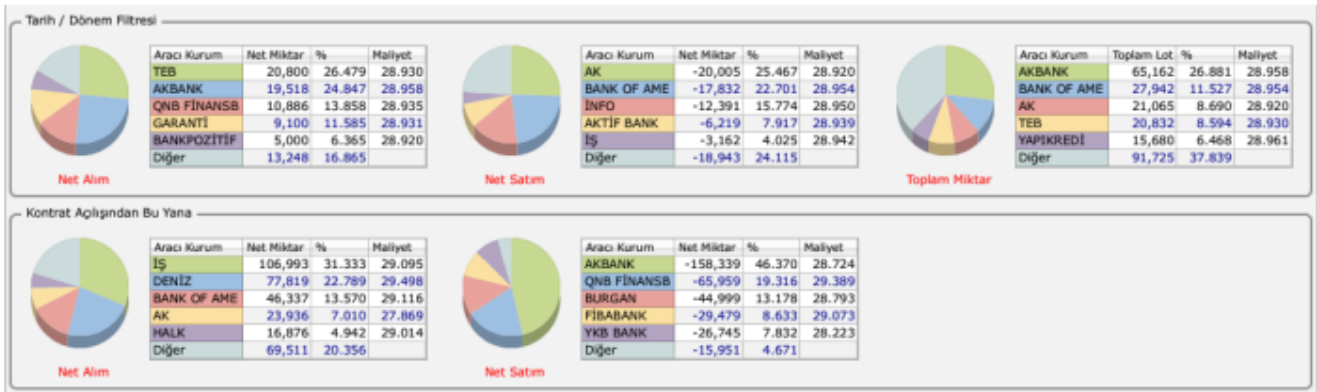 Tarih / Dönem Filtresi
Aracı Kurum Net Miktar % Maliyet
TEB 20,800 26.479 28.930
AKBANK 19,518 24.847 28.958
QNB FİNANSB 10,886 13.858 28.935
GARANTİ 9,100 11.585 28.931
BANKPOZİTİF 5,000 6.365 28.920
Diğer 13,248 16.865
Net Alım
Aracı Kurum Net Miktar % Maliyet
AK -20,005 25.467 28.920
BANK OF AME -17,832 22.701 28.954
İNFO -12,391 15.774 28.950
AKTİF BANK -6,219 7.917 28.939
İŞ -3,162 4.025 28.942
Diğer -18,943 24.115
Net Satım
Aracı Kurum Toplam Lot % Maliyet
AKBANK 65,162 26.881 28.958
BANK OF AME 27,942 11.527 28.954
AK 21,065 8.690 28.920
TEB 20,832 8.594 28.930
YAPIKREDİ 15,680 6.468 28.961
Diğer 91,725 37.839
Toplam Miktar
Kontrat Açılışından Bu Yana
Aracı Kurum Net Miktar % Maliyet
İŞ 106,993 31.333 29.095
DENİZ 77,819 22.789 29.498
BANK OF AME 46,337 13.570 29.116
AK 23,936 7.010 27.869
HALK 16,876 4.942 29.014
Diğer 69,511 20.356
Net Alım
Aracı Kurum Net Miktar % Maliyet
AKBANK -158,339 46.370 28.724
QNB FİNANSB -65,959 19.316 29.389
BURGAN -44,999 13.178 28.793
FİBABANK -29,479 8.633 29.073
YKB BANK -26,745 7.832 28.223
Diğer -15,951 4.671
Net Satım